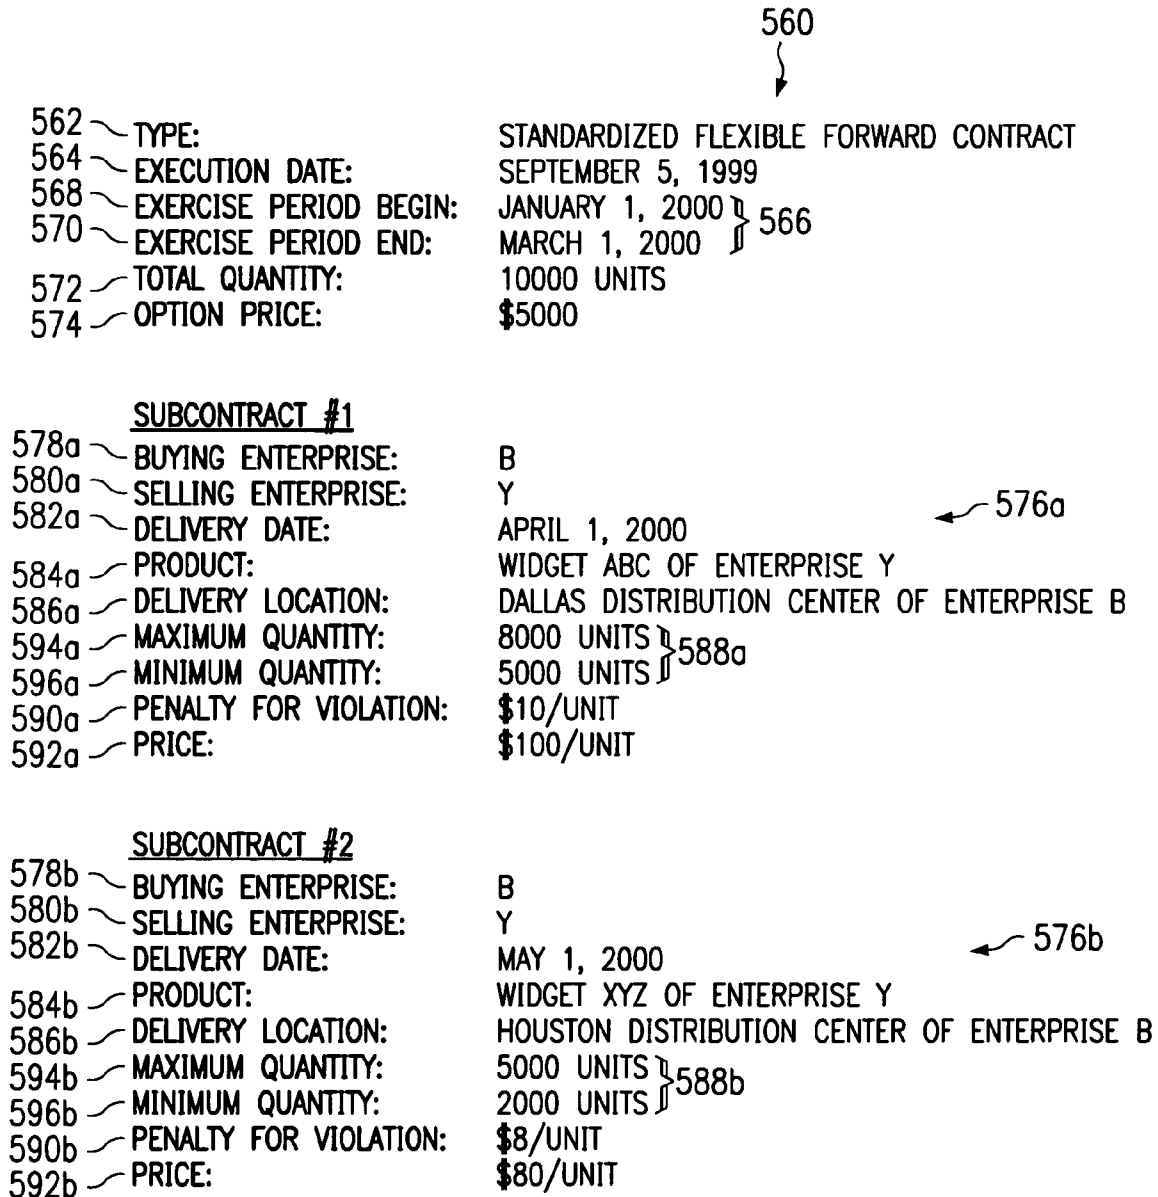 560
562 TYPE: STANDARDIZED FLEXIBLE FORWARD CONTRACT
564 EXECUTION DATE: SEPTEMBER 5, 1999
568 EXERCISE PERIOD BEGIN: JANUARY 1, 2000
566
570 EXERCISE PERIOD END: MARCH 1, 2000
572 TOTAL QUANTITY: 10000 UNITS
574 OPTION PRICE: $5000
SUBCONTRACT #1
578a BUYING ENTERPRISE: B
580a SELLING ENTERPRISE: Y
576a
582a DELIVERY DATE: APRIL 1, 2000
584a PRODUCT: WIDGET ABC OF ENTERPRISE Y
586a DELIVERY LOCATION: DALLAS DISTRIBUTION CENTER OF ENTERPRISE B
594a MAXIMUM QUANTITY: 8000 UNITS
588a
596a MINIMUM QUANTITY: 5000 UNITS
590a PENALTY FOR VIOLATION: $10/UNIT
592a PRICE: $100/UNIT
SUBCONTRACT #2
578b BUYING ENTERPRISE: B
580b SELLING ENTERPRISE: Y
576b
582b DELIVERY DATE: MAY 1, 2000
584b PRODUCT: WIDGET XYZ OF ENTERPRISE Y
586b DELIVERY LOCATION: HOUSTON DISTRIBUTION CENTER OF ENTERPRISE B
594b MAXIMUM QUANTITY: 5000 UNITS
588b
596b MINIMUM QUANTITY: 2000 UNITS
590b PENALTY FOR VIOLATION: $8/UNIT
592b PRICE: $80/UNIT